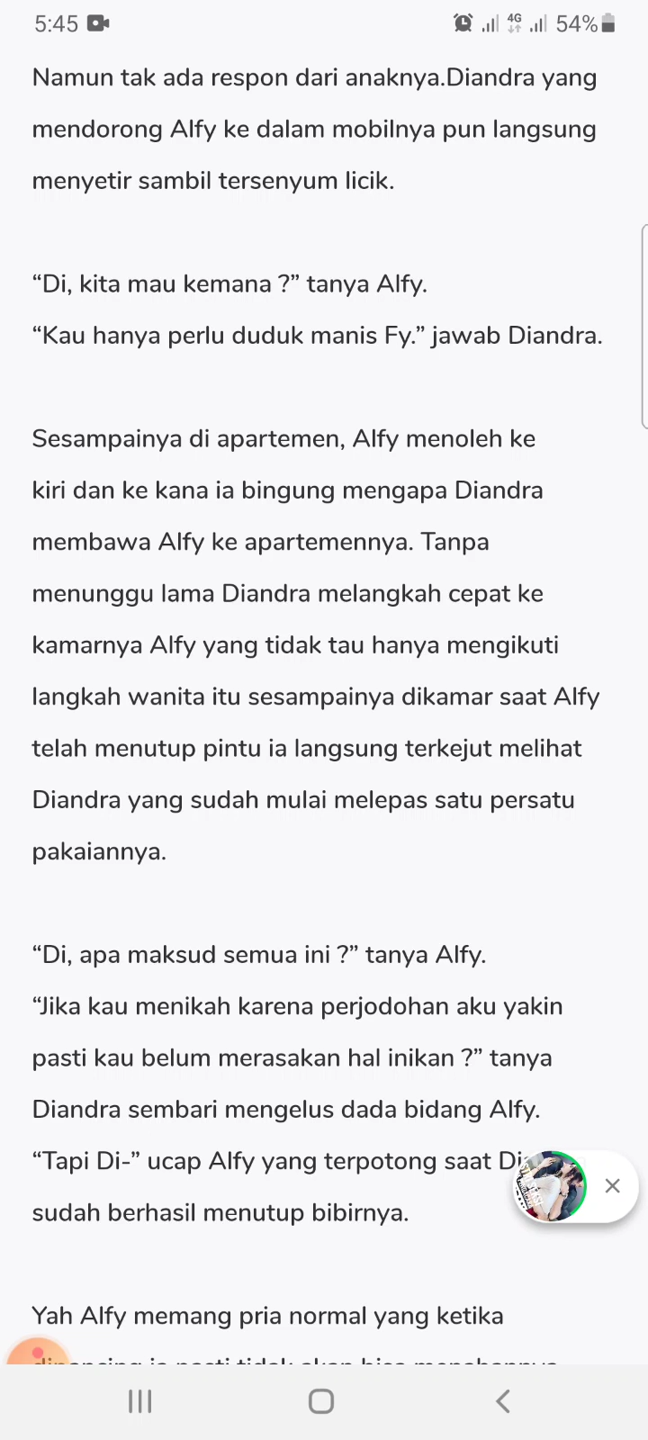 5:45
4G
54%
Namun tak ada respon dari anaknya.Diandra yang
mendorong Alfy ke dalam mobilnya pun langsung
menyetir sambil tersenyum licik.
“Di, kita mau kemana ?” tanya Alfy.
“Kau hanya perlu duduk manis Fy.” jawab Diandra.
Sesampainya di apartemen, Alfy menoleh ke
kiri dan ke kana ia bingung mengapa Diandra
membawa Alfy ke apartemennya. Tanpa
menunggu lama Diandra melangkah cepat ke
kamarnya Alfy yang tidak tau hanya mengikuti
langkah wanita itu sesampainya dikamar saat Alfy
telah menutup pintu ia langsung terkejut melihat
Diandra yang sudah mulai melepas satu persatu
pakaiannya.
“Di, apa maksud semua ini ?” tanya Alfy.
“Jika kau menikah karena perjodohan aku yakin
pasti kau belum merasakan hal inikan ?” tanya
Diandra sembari mengelus dada bidang Alfy.
“Tapi Di-” ucap Alfy yang terpotong saat
sudah berhasil menutup bibirnya.
Yah Alfy memang pria normal yang ketika